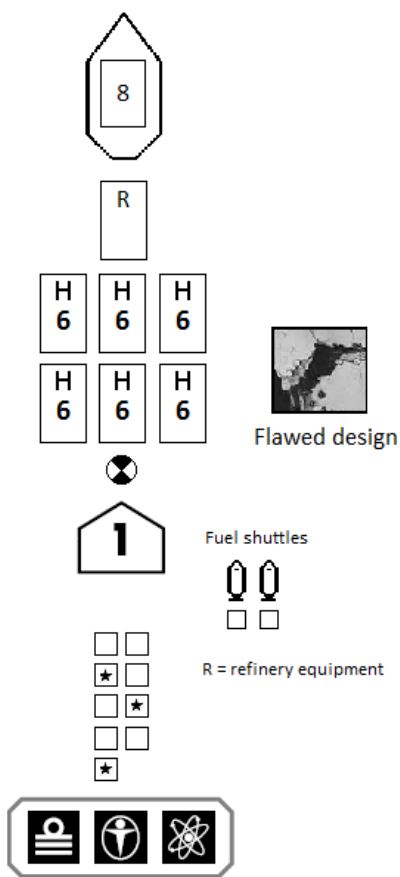 8
R
H H H
6 6 6
H H H
6 6 6
Flawed design
1
Fuel shuttles
R = refinery equipment